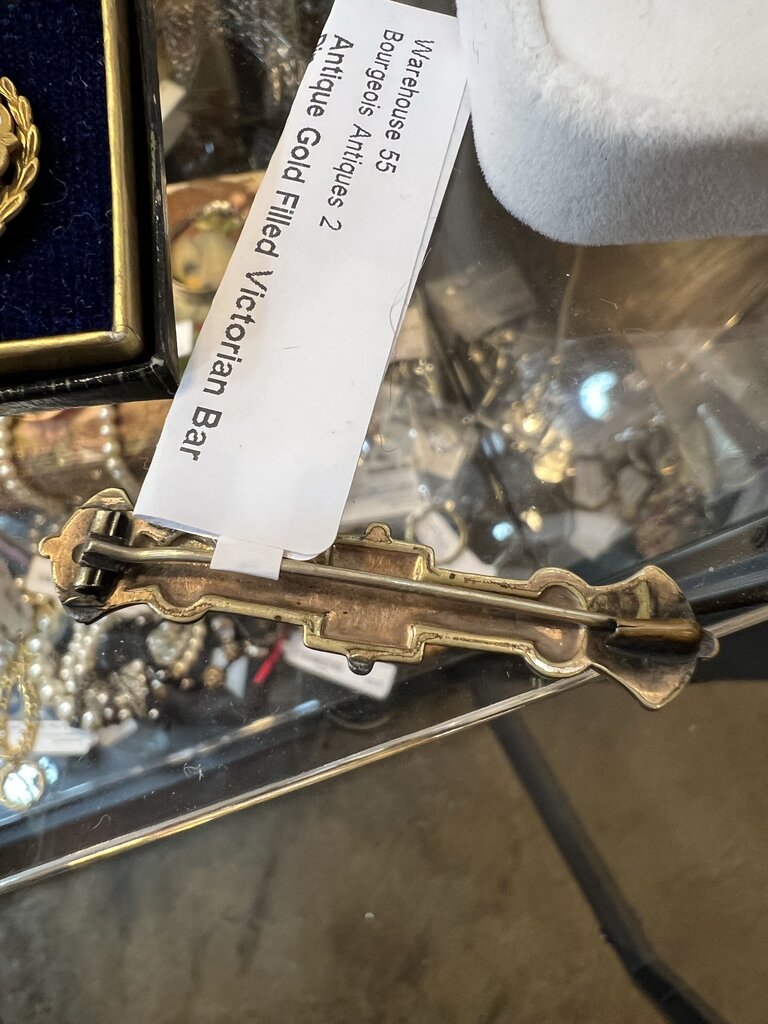 Warehouse 55
Bourgeois Antiques 2
Antique Gold Filled Victorian Bar